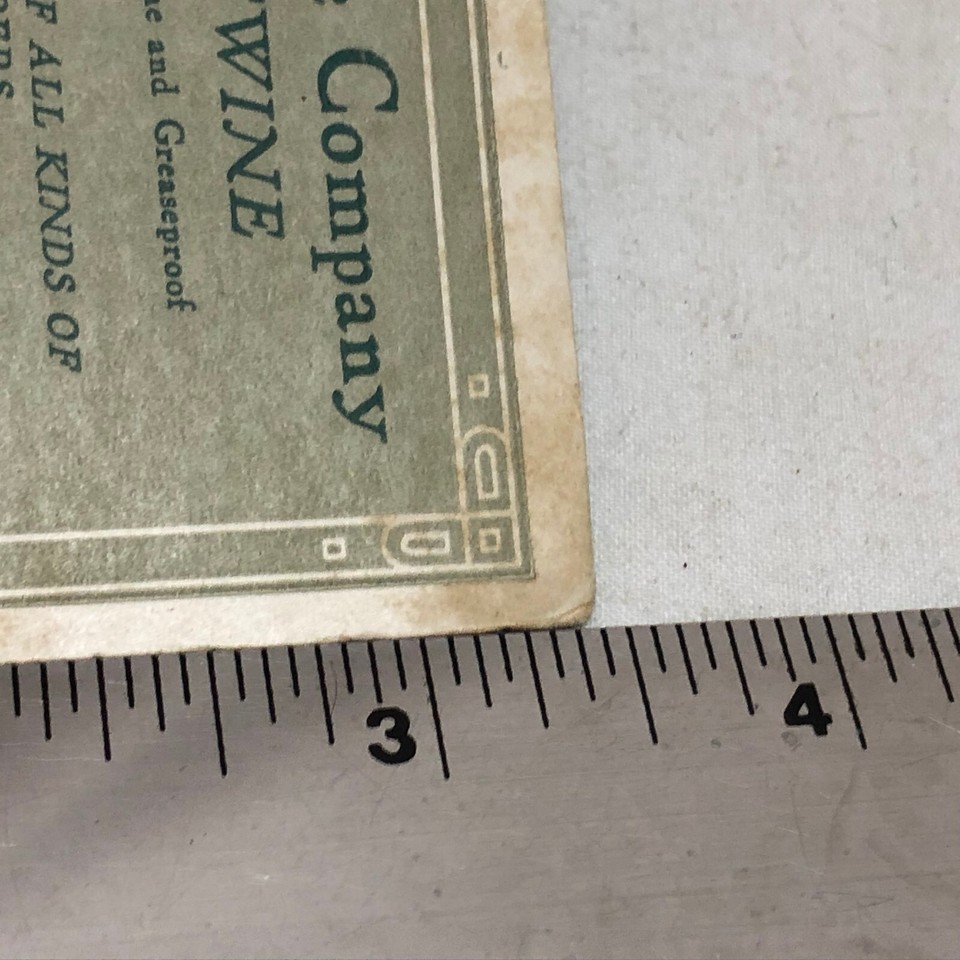 Company
WINE
and Greaseproof
F ALL KINDS OF
3
4